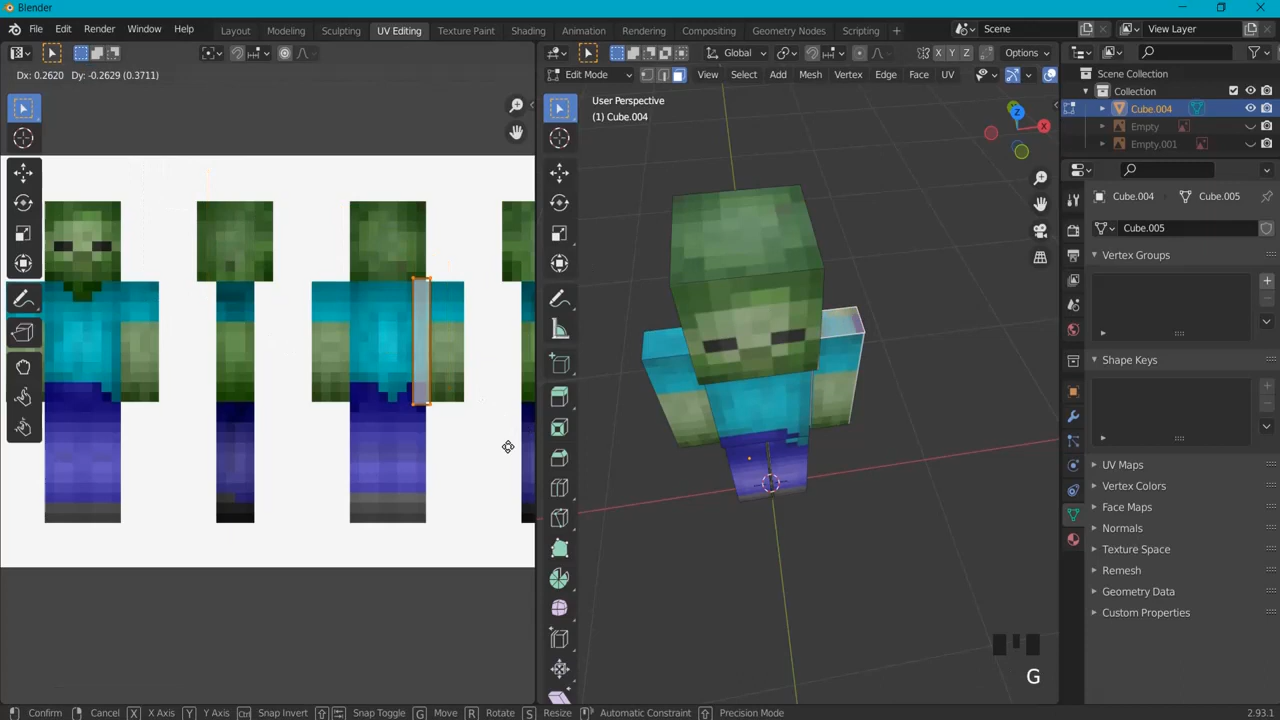 Blender
File Edit Render Window Help Layout Modeling Sculpting UV Editing Texture Paint Shading Animation Rendering Compositing Geometry Nodes Scripting + Scene View Layer
Global X Y Z Options
Dx: 0.2620 Dy: -0.2629 (0.3711) Edit Mode View Select Add Mesh Vertex Edge Face UV
Scene Collection
Collection
Cube.004
Empty
Empty.001
User Perspective
(1) Cube.004
Z
X
Cube.004 Cube.005
Cube.005
Vertex Groups
Shape Keys
UV Maps
Vertex Colors
Face Maps
Normals
Texture Space
Remesh
Geometry Data
Custom Properties
G
Confirm Cancel X X Axis Y Y Axis Ctrl Snap Invert Snap Toggle G Move R Rotate S Resize Automatic Constraint Precision Mode 2.93.1